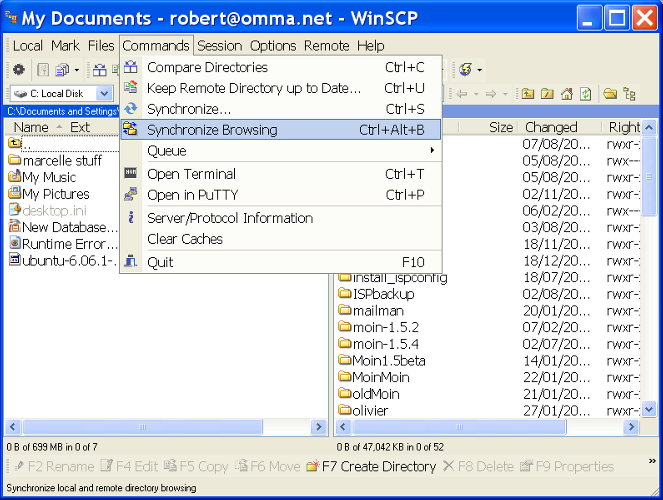 My Documents - robert@omma.net - WinSCP
Local Mark Files Commands Session Options Remote Help
Compare Directories Ctrl+C
Keep Remote Directory up to Date... Ctrl+U
Synchronize... Ctrl+S
Synchronize Browsing Ctrl+Alt+B
Queue
Open Terminal Ctrl+T
Open in PuTTY Ctrl+P
Server/Protocol Information
Clear Caches
Quit F10
C: Local Disk
C:\Documents and Settings\
Name Ext
..
marcelle stuff
My Music
My Pictures
desktop.ini
New Database...
Runtime Error...
ubuntu-6.06.1-...
Size Changed Right
07/08/20... rwxr-
05/08/20... rwx---
05/08/20... rwxr-
02/11/20... rwxr-
06/02/20... rwx---
03/08/20... rwxr-
18/11/20... rwxr-
18/12/20... rwxr-
install_ispconfig 18/07/20... rwxr-
ISPbackup 02/08/20... rwxr-
mailman 20/01/20... rwxr-
moin-1.5.2 07/02/20... rwxr-
moin-1.5.4 02/07/20... rwxr-
Moin1.5beta 14/01/20... rwxr-
MoinMoin 22/01/20... rwxr-
oldMoin 21/01/20... rwxr-
olivier 27/01/20... rwxr-
0 B of 699 MB in 0 of 7
0 B of 47,042 KB in 0 of 52
F2 Rename F4 Edit F5 Copy F6 Move F7 Create Directory F8 Delete F9 Properties
Synchronize local and remote directory browsing